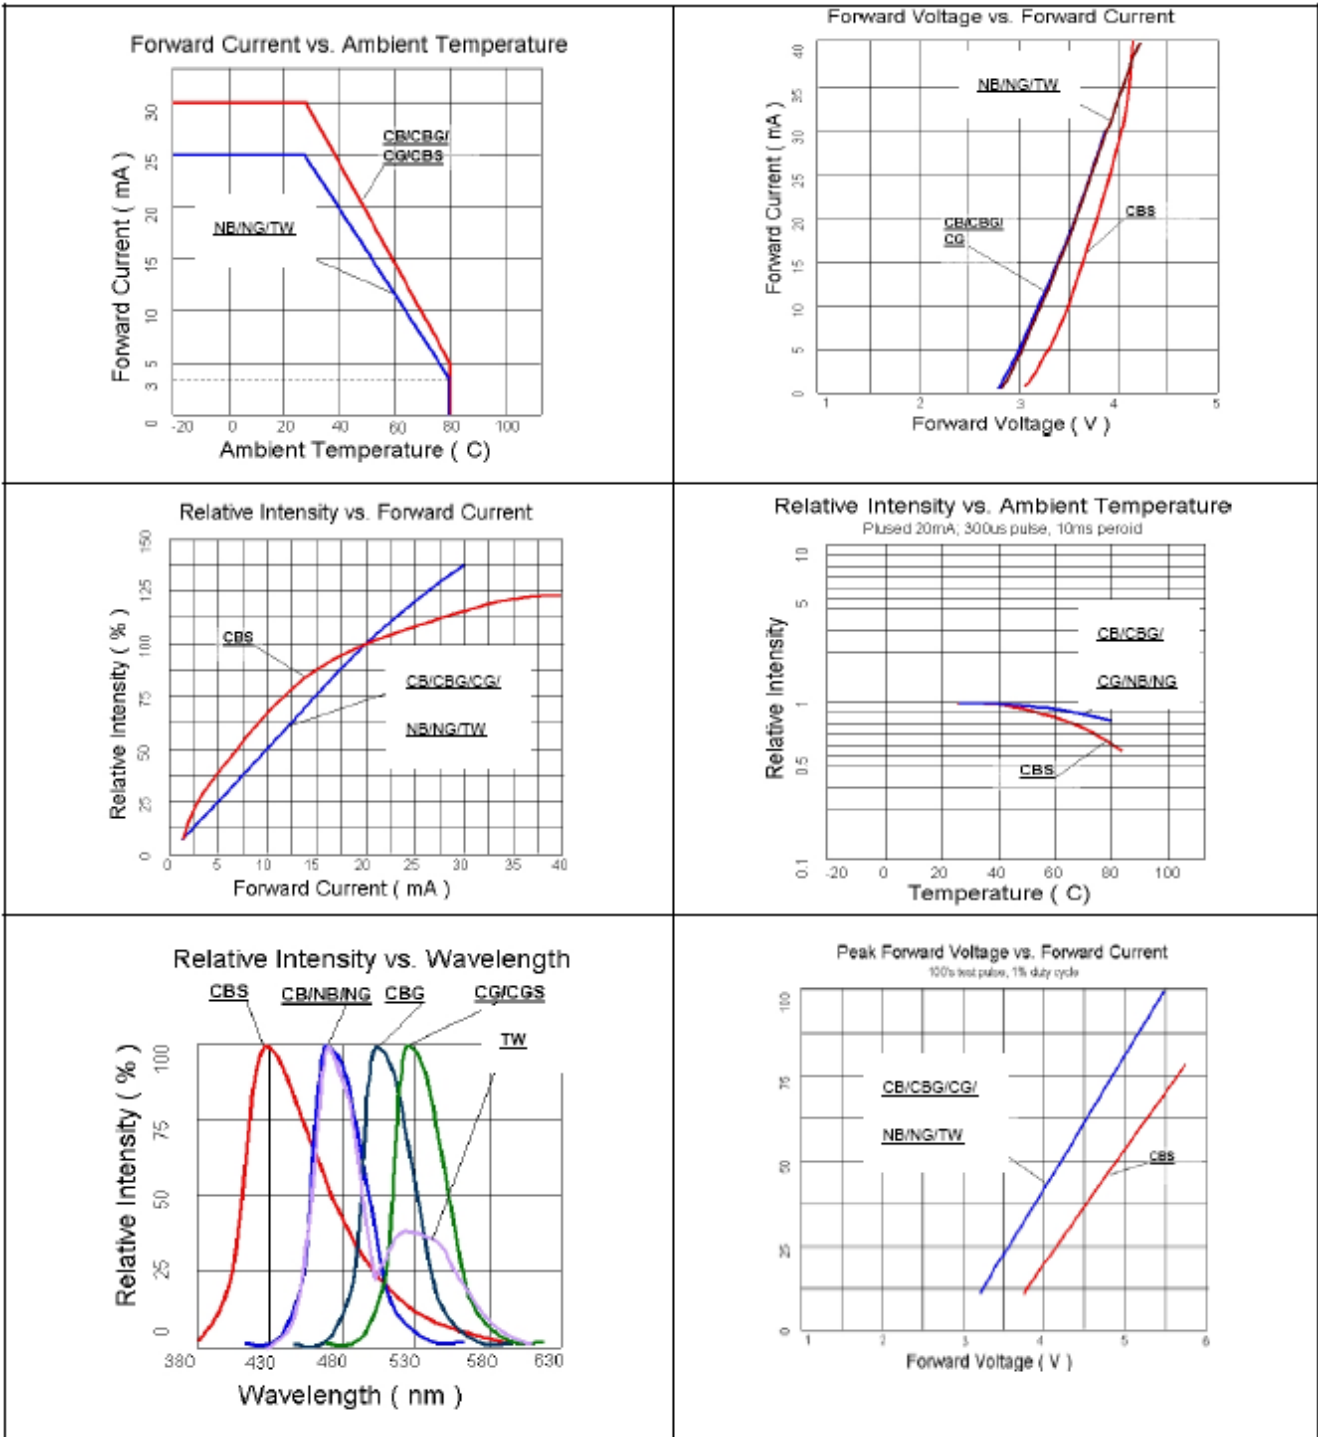 Forward Current vs. Ambient Temperature
Forward Current ( mA )
30
25
20
15
10
5
3
0
CB/CBG/
CG/CBS
NB/NG/TW
-20 0 20 40 60 80 100
Ambient Temperature ( C)
Forward Voltage vs. Forward Current
Forward Current ( mA )
40
35
30
25
20
15
10
5
0
NB/NG/TW
CB/CBG/
CG
CBS
1 2 3 4 5
Forward Voltage ( V )
Relative Intensity vs. Forward Current
Relative Intensity ( % )
150
125
100
75
50
25
0
CBS
CB/CBG/CG/
NB/NG/TW
0 5 10 15 20 25 30 35 40
Forward Current ( mA )
Relative Intensity vs. Ambient Temperature
Plused 20mA; 300us pulse, 10ms peroid
Relative Intensity
10
5
1
0.5
0.1
CB/CBG/
CG/NB/NG
CBS
-20 0 20 40 60 80 100
Temperature ( C)
Relative Intensity vs. Wavelength
CBS CB/NB/NG CBG CG/CGS
TW
Relative Intensity ( % )
100
75
50
25
0
380 430 480 530 580 630
Wavelength ( nm )
Peak Forward Voltage vs. Forward Current
100's test pulse, 1% duty cycle
100
75
50
25
0
CB/CBG/CG/
NB/NG/TW
CBS
1 2 3 4 5 6
Forward Voltage ( V )